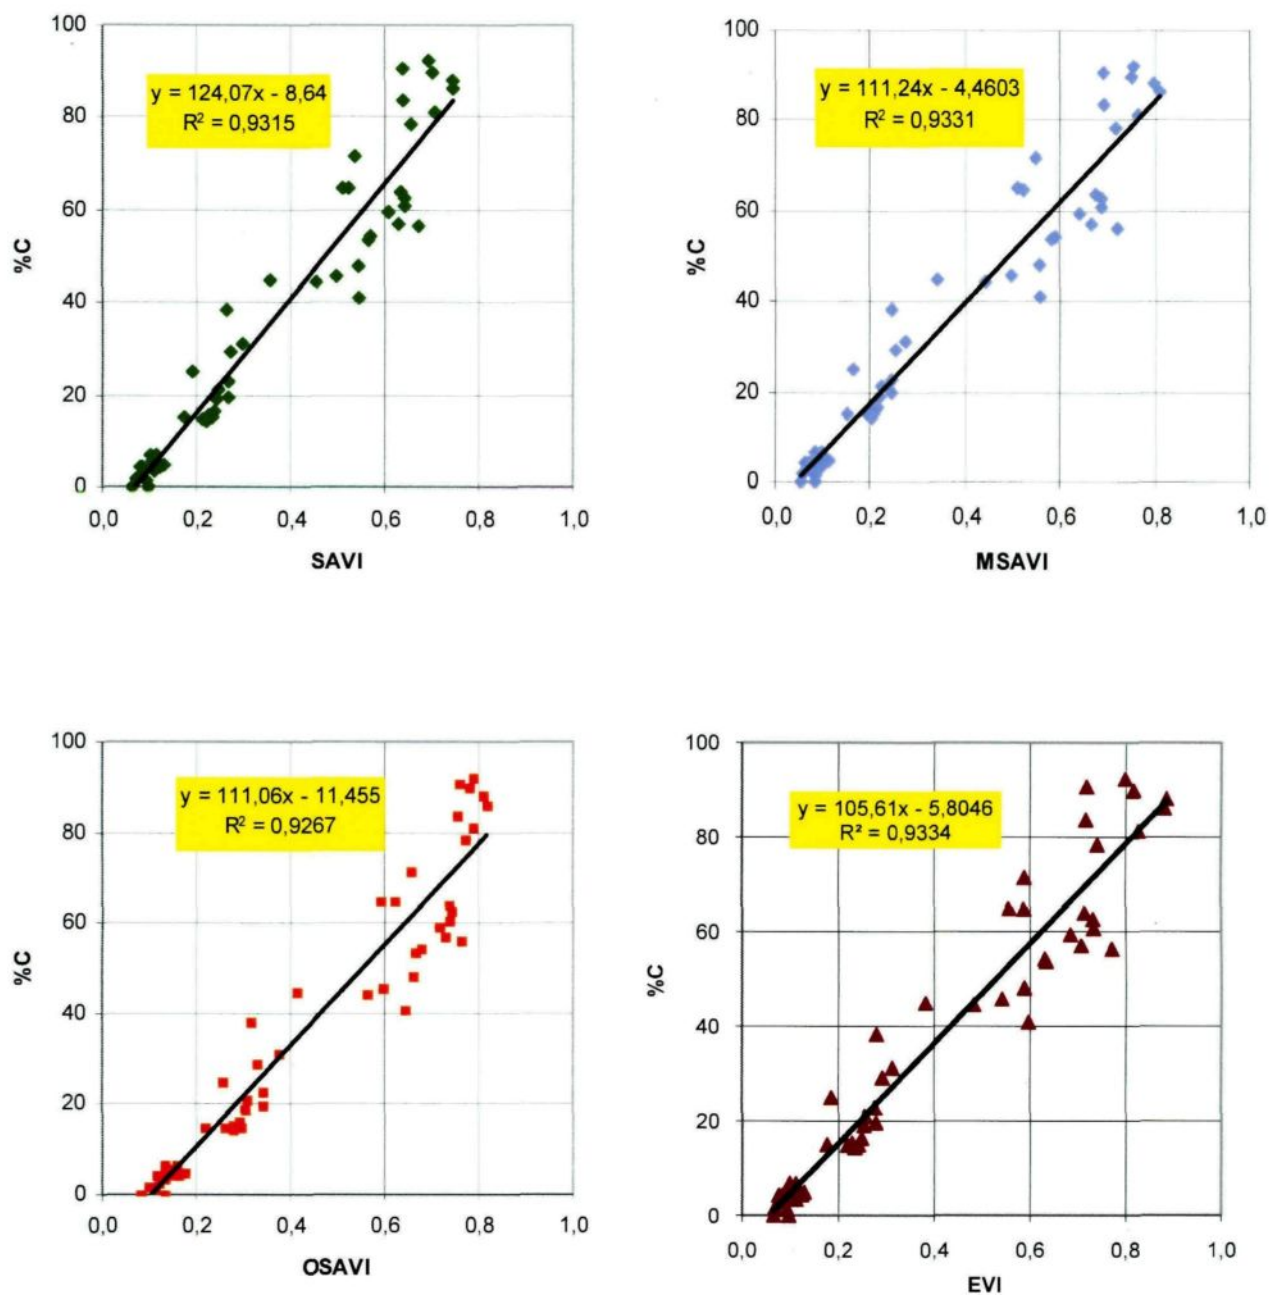 100
80
60
40
20
0
%C
y = 124,07x - 8,64
R² = 0,9315
0,0 0,2 0,4 0,6 0,8 1,0
SAVI
100
80
60
40
20
0
%C
y = 111,24x - 4,4603
R² = 0,9331
0,0 0,2 0,4 0,6 0,8 1,0
MSAVI
100
80
60
40
20
0
%C
y = 111,06x - 11,455
R² = 0,9267
0,0 0,2 0,4 0,6 0,8 1,0
OSAVI
100
80
60
40
20
0
%C
y = 105,61x - 5,8046
R² = 0,9334
0,0 0,2 0,4 0,6 0,8 1,0
EVI